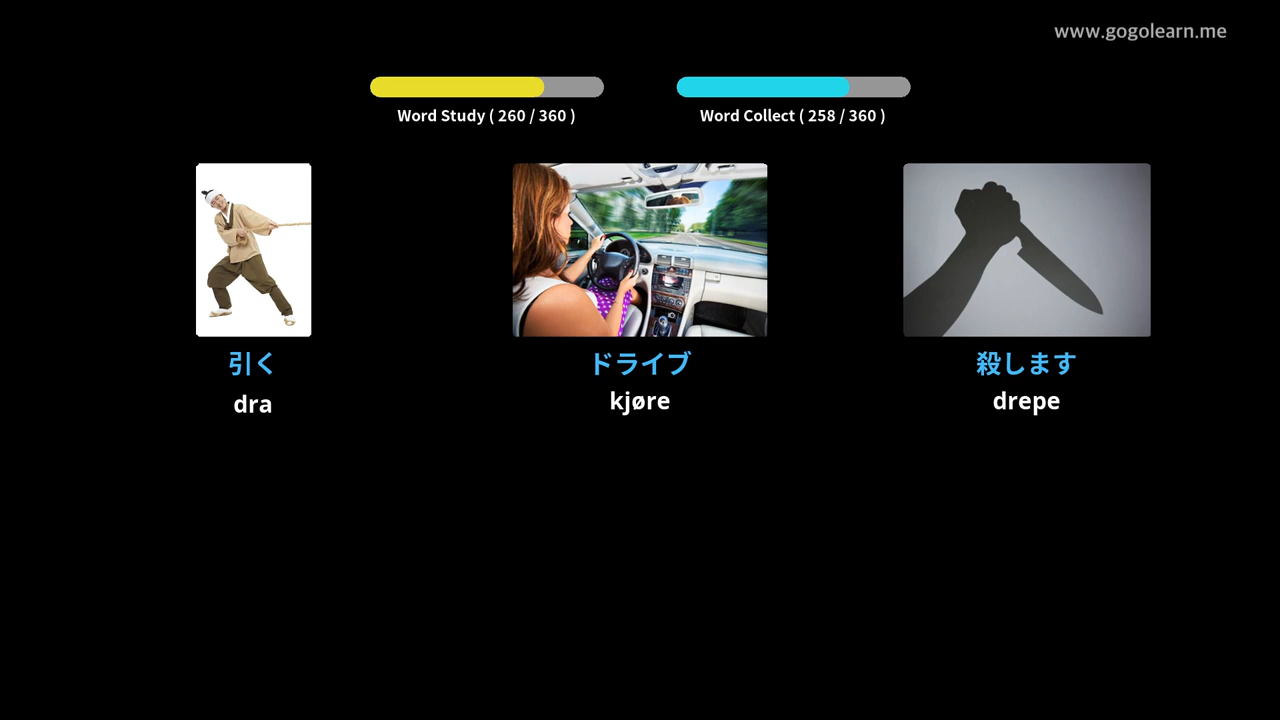 www.gogolearn.me
Word Study ( 260 / 360 )
Word Collect ( 258 / 360 )
引く
ドライブ
殺します
dra
kjøre
drepe